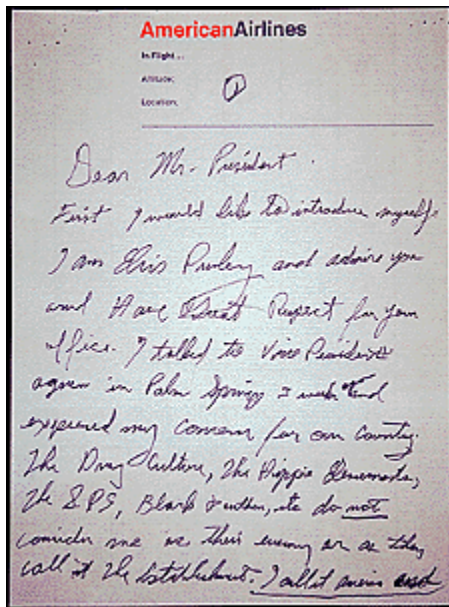 AmericanAirlines
In Flight...
Altitude;
Location;
1
Dear Mr. President.
First I would like to introduce myself.
I am Elvis Presley and admire you
and Have Great Respect for your
office. I talked to Vice President
agnew in Palm Springs 3 weeks and
expressed my concern for our country.
The Drug Culture, The Hippie Elements,
The SDS, Black Panthers, etc do not
consider me as their enemy or as they
call it The Establishment. I call it america and